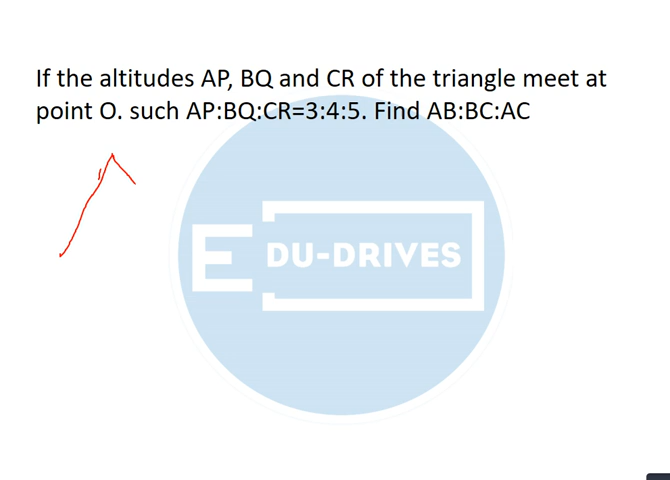 If the altitudes AP, BQ and CR of the triangle meet at
point O. such AP:BQ:CR=3:4:5. Find AB:BC:AC
EDU-DRIVES